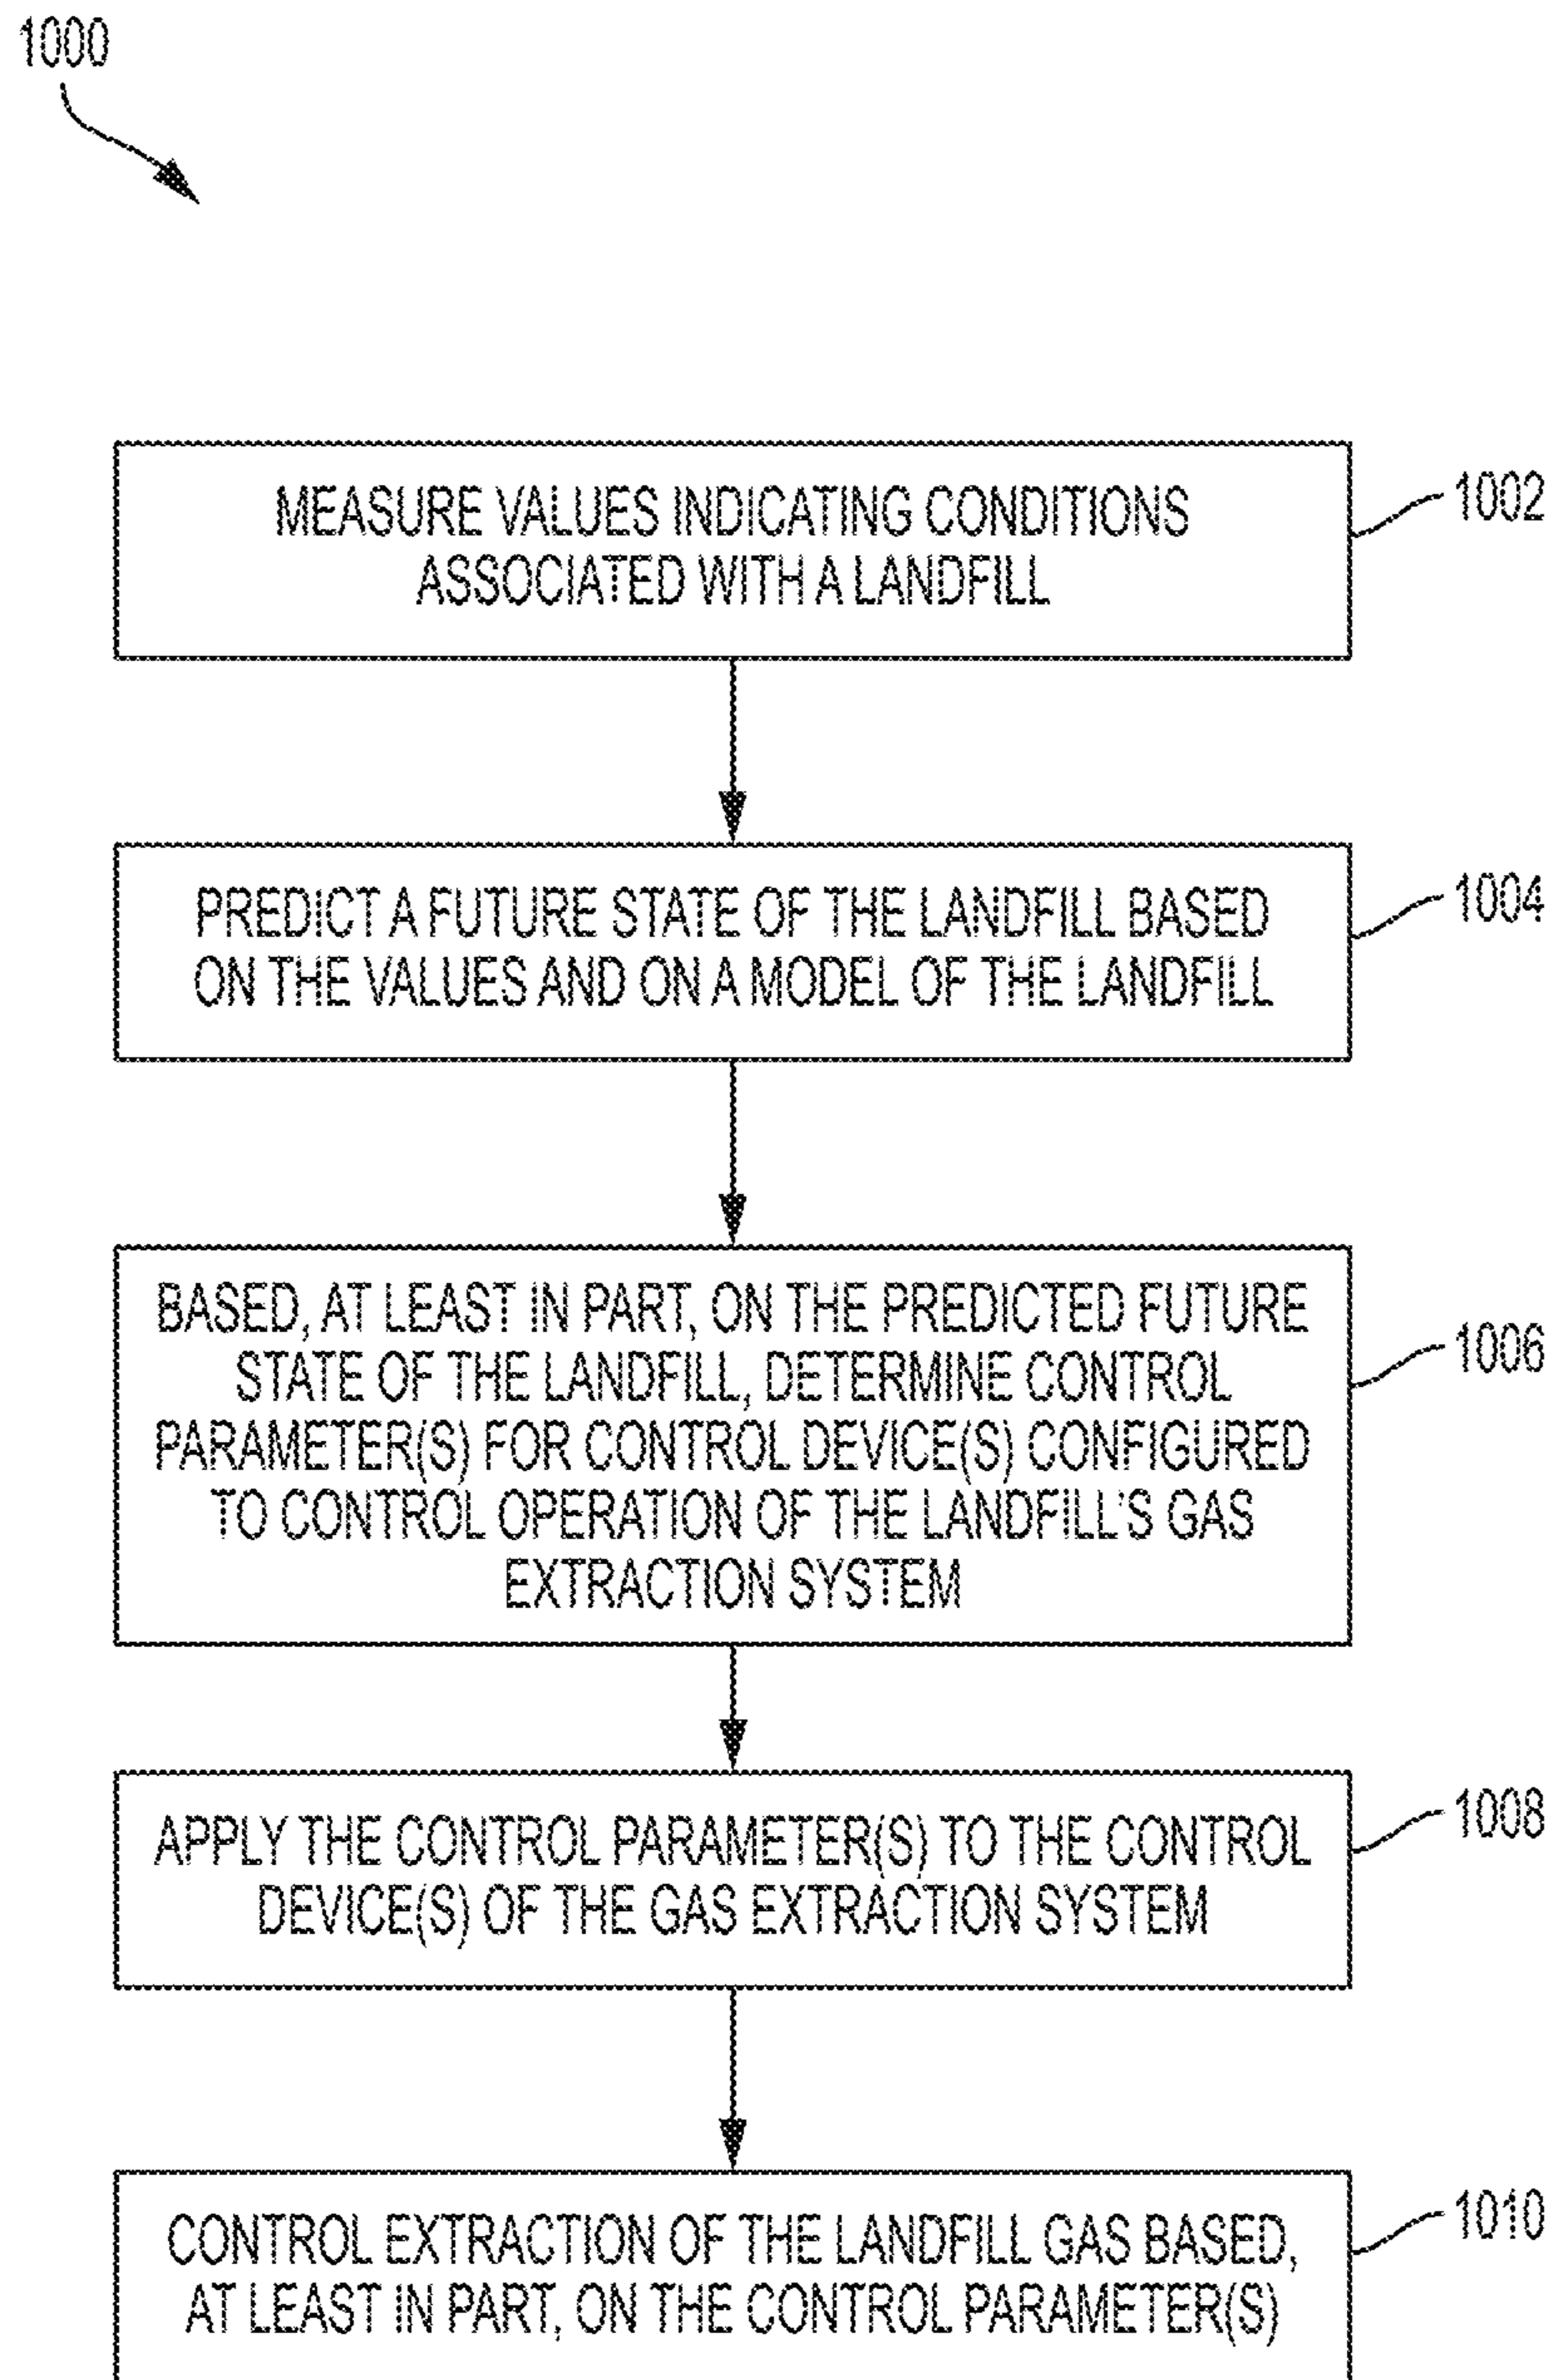 1000
MEASURE VALUES INDICATING CONDITIONS
ASSOCIATED WITH A LANDFILL
1002
PREDICT A FUTURE STATE OF THE LANDFILL BASED
ON THE VALUES AND ON A MODEL OF THE LANDFILL
1004
BASED, AT LEAST IN PART, ON THE PREDICTED FUTURE
STATE OF THE LANDFILL, DETERMINE CONTROL
PARAMETER(S) FOR CONTROL DEVICE(S) CONFIGURED
TO CONTROL OPERATION OF THE LANDFILL'S GAS
EXTRACTION SYSTEM
1006
APPLY THE CONTROL PARAMETER(S) TO THE CONTROL
DEVICE(S) OF THE GAS EXTRACTION SYSTEM
1008
CONTROL EXTRACTION OF THE LANDFILL GAS BASED,
AT LEAST IN PART, ON THE CONTROL PARAMETER(S)
1010